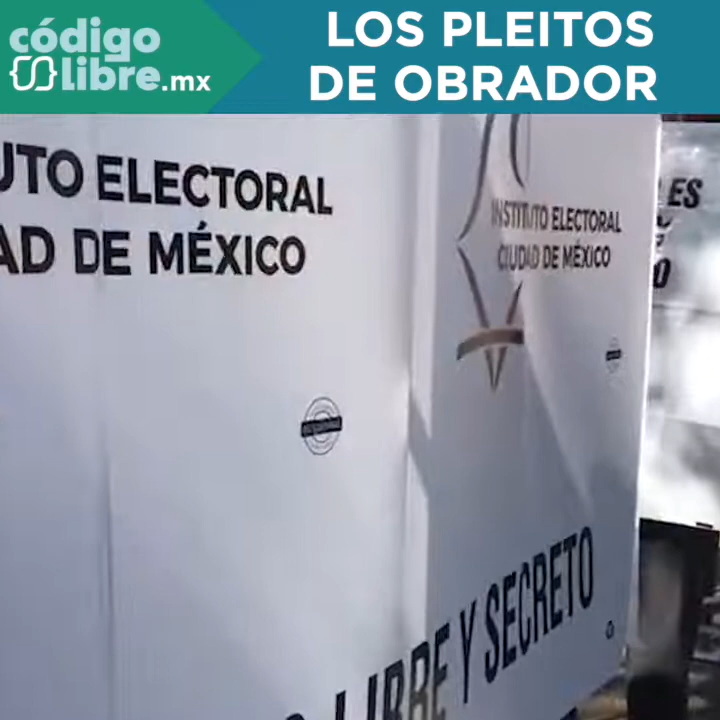 código
libre.mx
LOS PLEITOS
DE OBRADOR
UTO ELECTORAL
AD DE MÉXICO
INSTITUTO ELECTORAL
CIUDAD DE MÉXICO
ES
O
LIBRE Y SECRETO